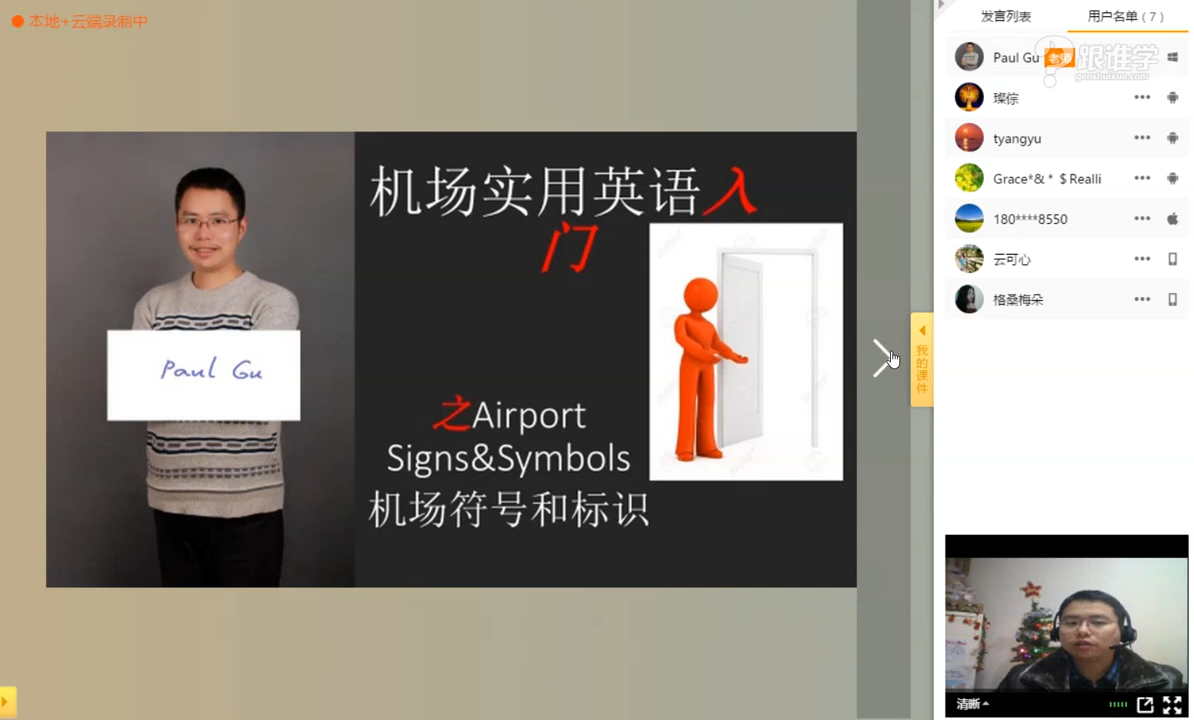 本地+云端录制中
机场实用英语入
门
Paul Gu
之Airport
Signs&Symbols
机场符号和标识
我的课件
发言列表
用户名单 ( 7 )
Paul Gu 老师
跟谁学
genshuixue.com
璨倧
tyangyu
Grace*& * $ Realli
180****8550
云可心
格桑梅朵
清晰